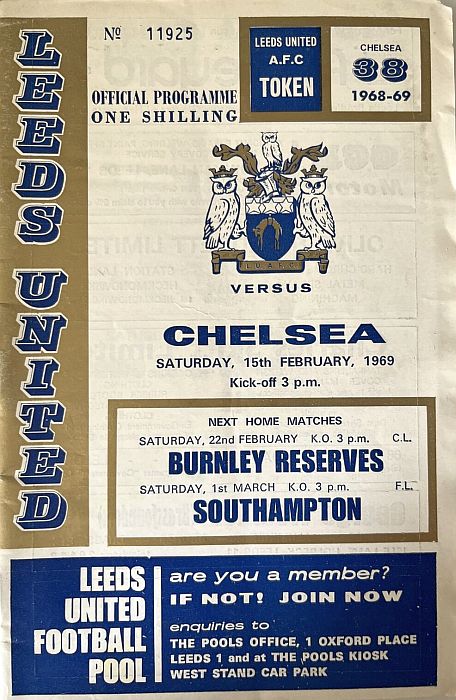 Nº 11925
OFFICIAL PROGRAMME
ONE SHILLING
LEEDS UNITED
A.F.C
TOKEN
CHELSEA
38
1968-69
LEEDS UNITED
L.U.A.F.C.
VERSUS
CHELSEA
SATURDAY, 15th FEBRUARY, 1969
Kick-off 3 p.m.
NEXT HOME MATCHES
SATURDAY, 22nd FEBRUARY K.O. 3 p.m. C.L.
BURNLEY RESERVES
SATURDAY, 1st MARCH K.O. 3 p.m. F.L.
SOUTHAMPTON
LEEDS
UNITED
FOOTBALL
POOL
are you a member?
IF NOT! JOIN NOW
enquiries to
THE POOLS OFFICE, 1 OXFORD PLACE
LEEDS 1 and at THE POOLS KIOSK
WEST STAND CAR PARK